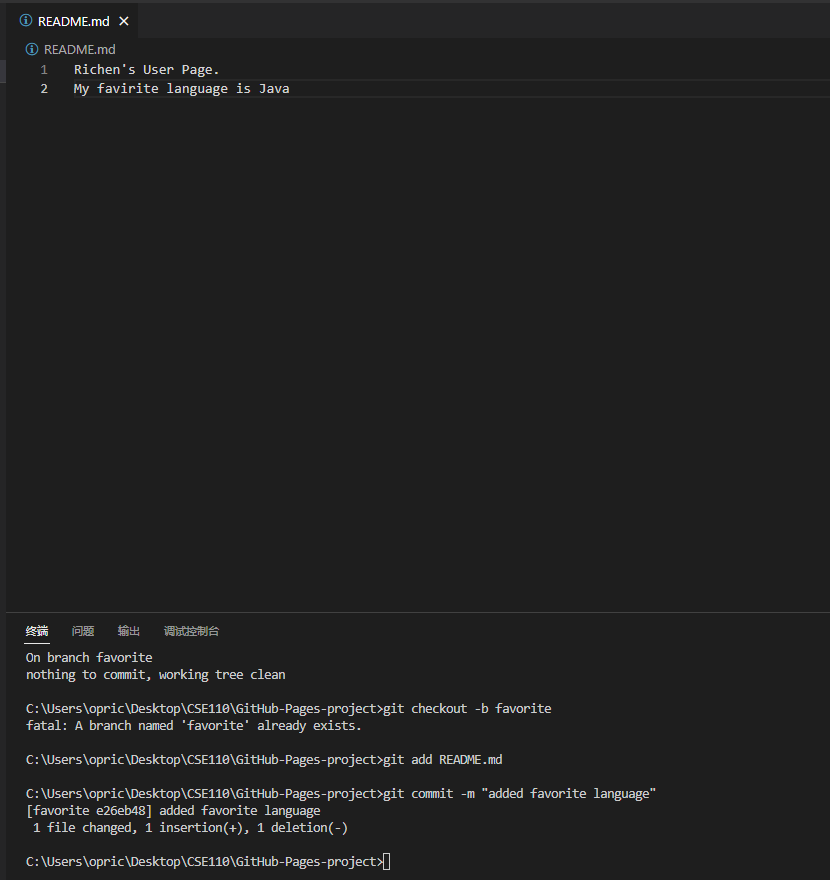 README.md
README.md
1 Richen's User Page.
2 My favirite language is Java
终端 问题 输出 调试控制台
On branch favorite
nothing to commit, working tree clean
C:\Users\opric\Desktop\CSE110\GitHub-Pages-project>git checkout -b favorite
fatal: A branch named 'favorite' already exists.
C:\Users\opric\Desktop\CSE110\GitHub-Pages-project>git add README.md
C:\Users\opric\Desktop\CSE110\GitHub-Pages-project>git commit -m "added favorite language"
[favorite e26eb48] added favorite language
1 file changed, 1 insertion(+), 1 deletion(-)
C:\Users\opric\Desktop\CSE110\GitHub-Pages-project>